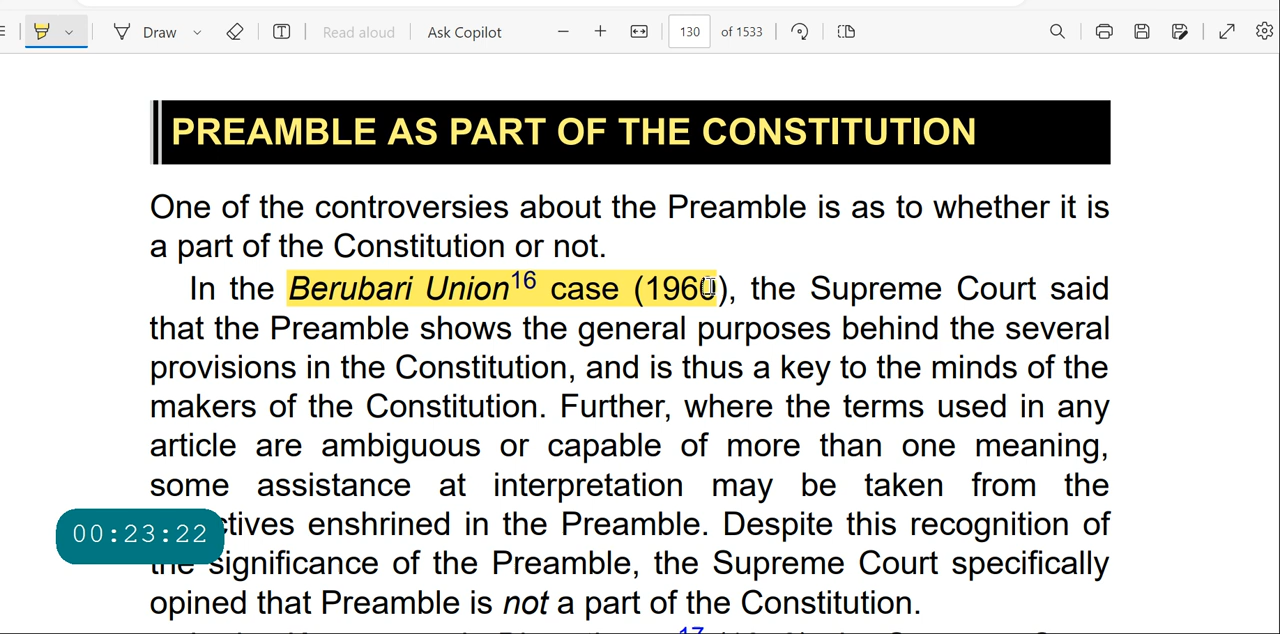 Draw Read aloud Ask Copilot 130 of 1533
PREAMBLE AS PART OF THE CONSTITUTION
One of the controversies about the Preamble is as to whether it is
a part of the Constitution or not.
In the Berubari Union16 case (1960), the Supreme Court said
that the Preamble shows the general purposes behind the several
provisions in the Constitution, and is thus a key to the minds of the
makers of the Constitution. Further, where the terms used in any
article are ambiguous or capable of more than one meaning,
some assistance at interpretation may be taken from the
ctives enshrined in the Preamble. Despite this recognition of
00:23:22
the significance of the Preamble, the Supreme Court specifically
opined that Preamble is not a part of the Constitution.
17